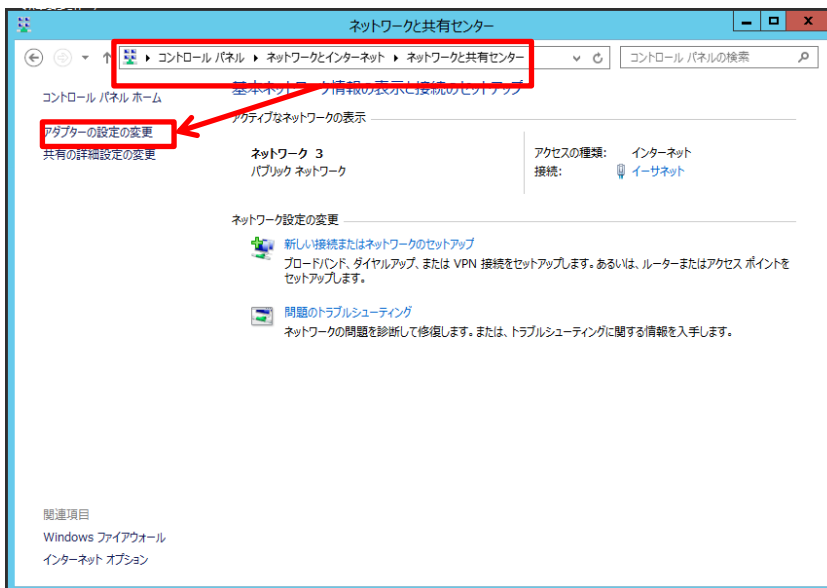 ネットワークと共有センター
コントロール パネル ネットワークとインターネット ネットワークと共有センター
コントロール パネルの検索
コントロール パネル ホーム
アダプターの設定の変更
共有の詳細設定の変更
基本ネットワーク情報の表示と接続のセットアップ
アクティブなネットワークの表示
ネットワーク 3
パブリック ネットワーク
アクセスの種類: インターネット
接続: イーサネット
ネットワーク設定の変更
新しい接続またはネットワークのセットアップ
ブロードバンド、ダイヤルアップ、または VPN 接続をセットアップします。あるいは、ルーターまたはアクセス ポイントを
セットアップします。
問題のトラブルシューティング
ネットワークの問題を診断して修復します。または、トラブルシューティングに関する情報を入手します。
関連項目
Windows ファイアウォール
インターネット オプション